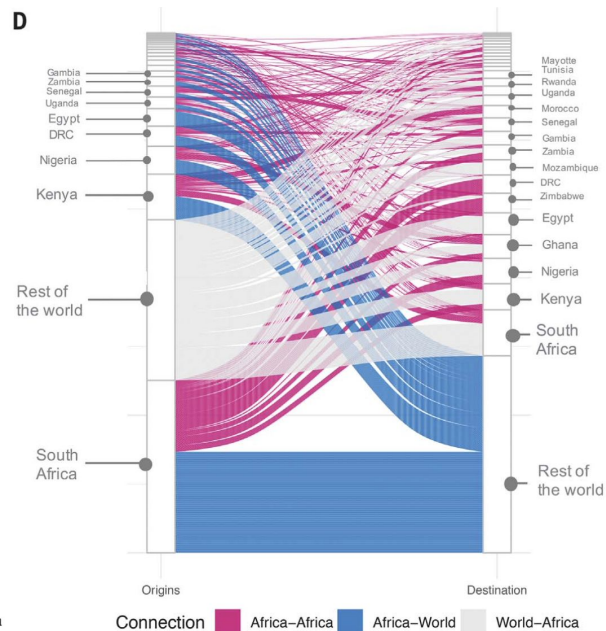 D
Gambia
Zambia
Senegal
Uganda
Egypt
DRC
Nigeria
Kenya
Rest of
the world
South
Africa
Mayotte
Tunisia
Rwanda
Uganda
Morocco
Senegal
Gambia
Zambia
Mozambique
DRC
Zimbabwe
Egypt
Ghana
Nigeria
Kenya
South
Africa
Rest of
the world
Origins
Destination
Connection Africa–Africa Africa–World World–Africa